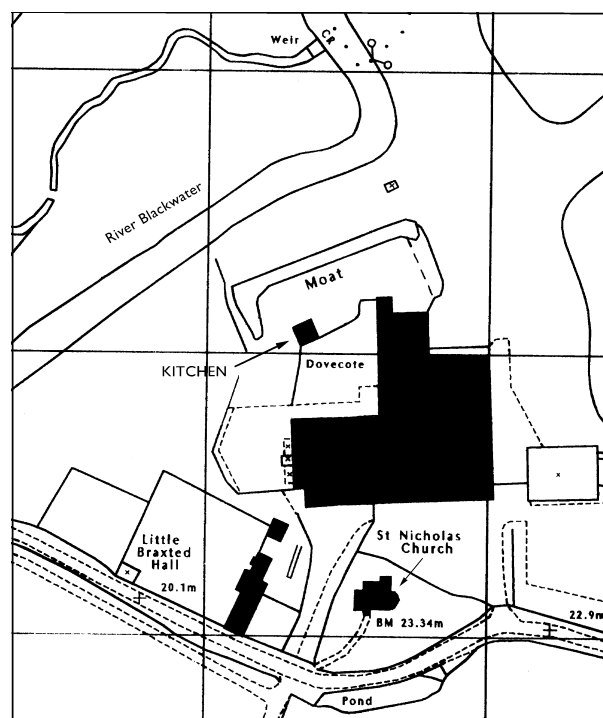 Weir
CR
River Blackwater
Moat
KITCHEN
Dovecote
Little
Braxted
Hall
20.1m
St Nicholas
Church
BM 23.34m
22.9m
Pond